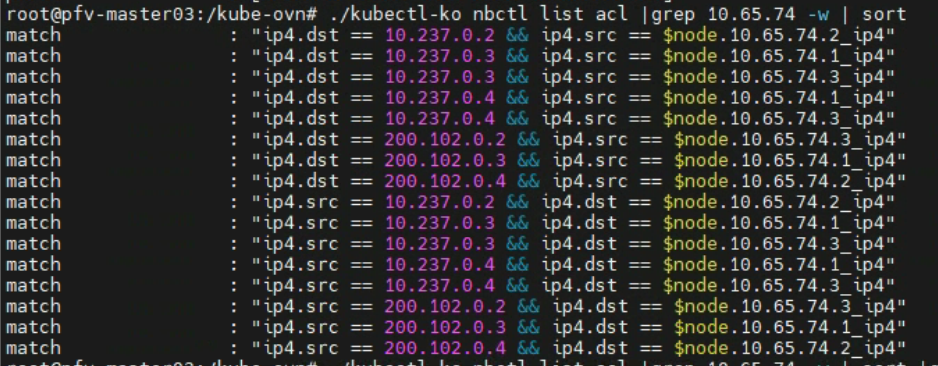 root@pfv-master03:/kube-ovn# ./kubectl-ko nbctl list acl |grep 10.65.74 -w | sort
match : "ip4.dst == 10.237.0.2 && ip4.src == $node.10.65.74.2_ip4"
match : "ip4.dst == 10.237.0.3 && ip4.src == $node.10.65.74.1_ip4"
match : "ip4.dst == 10.237.0.3 && ip4.src == $node.10.65.74.3_ip4"
match : "ip4.dst == 10.237.0.4 && ip4.src == $node.10.65.74.1_ip4"
match : "ip4.dst == 10.237.0.4 && ip4.src == $node.10.65.74.3_ip4"
match : "ip4.dst == 200.102.0.2 && ip4.src == $node.10.65.74.3_ip4"
match : "ip4.dst == 200.102.0.3 && ip4.src == $node.10.65.74.1_ip4"
match : "ip4.dst == 200.102.0.4 && ip4.src == $node.10.65.74.2_ip4"
match : "ip4.src == 10.237.0.2 && ip4.dst == $node.10.65.74.2_ip4"
match : "ip4.src == 10.237.0.3 && ip4.dst == $node.10.65.74.1_ip4"
match : "ip4.src == 10.237.0.3 && ip4.dst == $node.10.65.74.3_ip4"
match : "ip4.src == 10.237.0.4 && ip4.dst == $node.10.65.74.1_ip4"
match : "ip4.src == 10.237.0.4 && ip4.dst == $node.10.65.74.3_ip4"
match : "ip4.src == 200.102.0.2 && ip4.dst == $node.10.65.74.3_ip4"
match : "ip4.src == 200.102.0.3 && ip4.dst == $node.10.65.74.1_ip4"
match : "ip4.src == 200.102.0.4 && ip4.dst == $node.10.65.74.2_ip4"